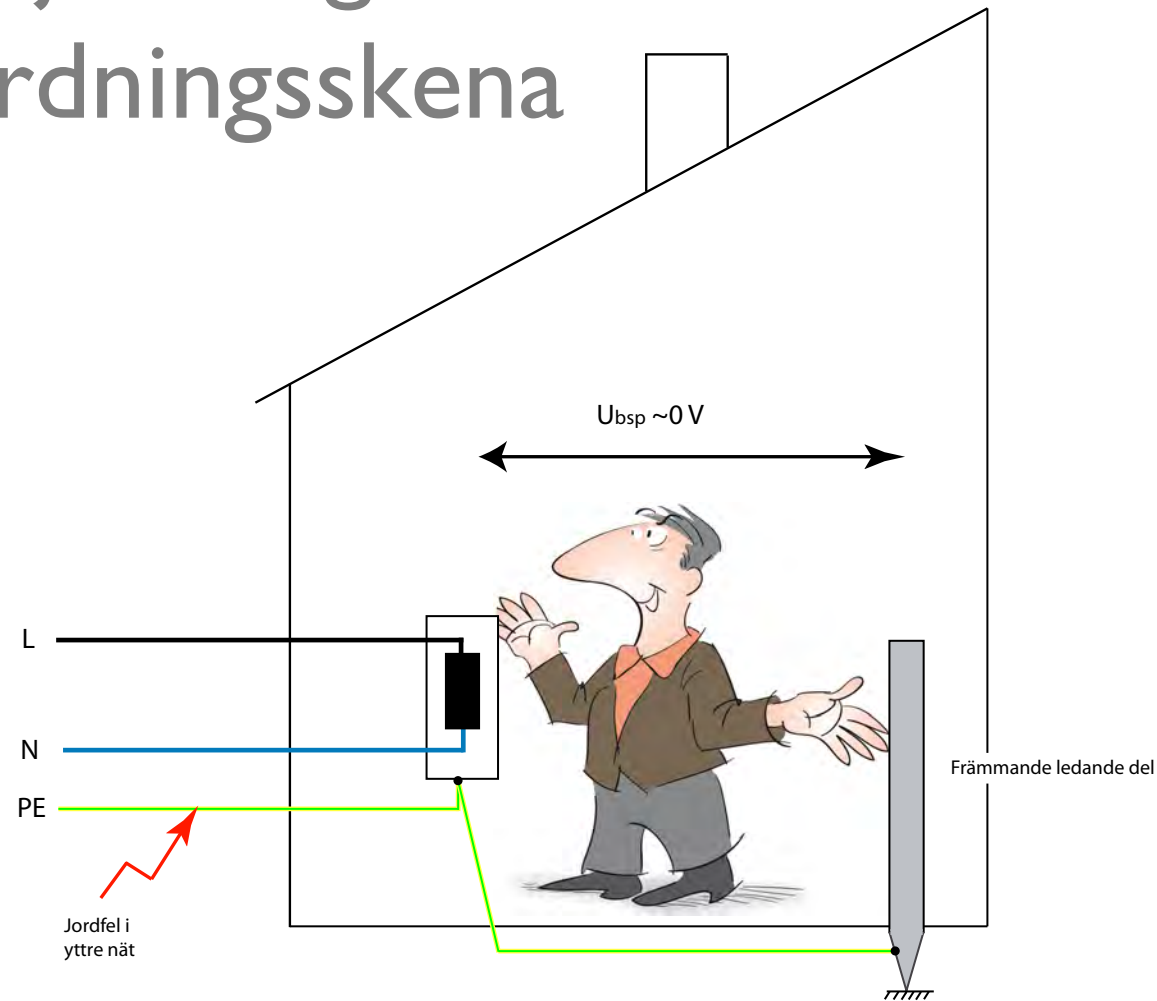 rdningsskena
Ubsp ~0 V
L
N
PE
Främmande ledande del
Jordfel i
yttre nät